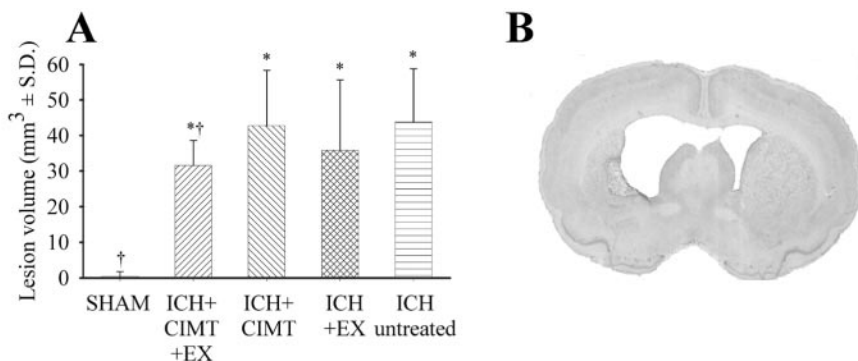 A
B
Lesion volume (mm³ ± S.D.)
60
50
40
30
20
10
0
†
*†
*
*
*
SHAM
ICH+
CIMT
+EX
ICH+
CIMT
ICH
+EX
ICH
untreated